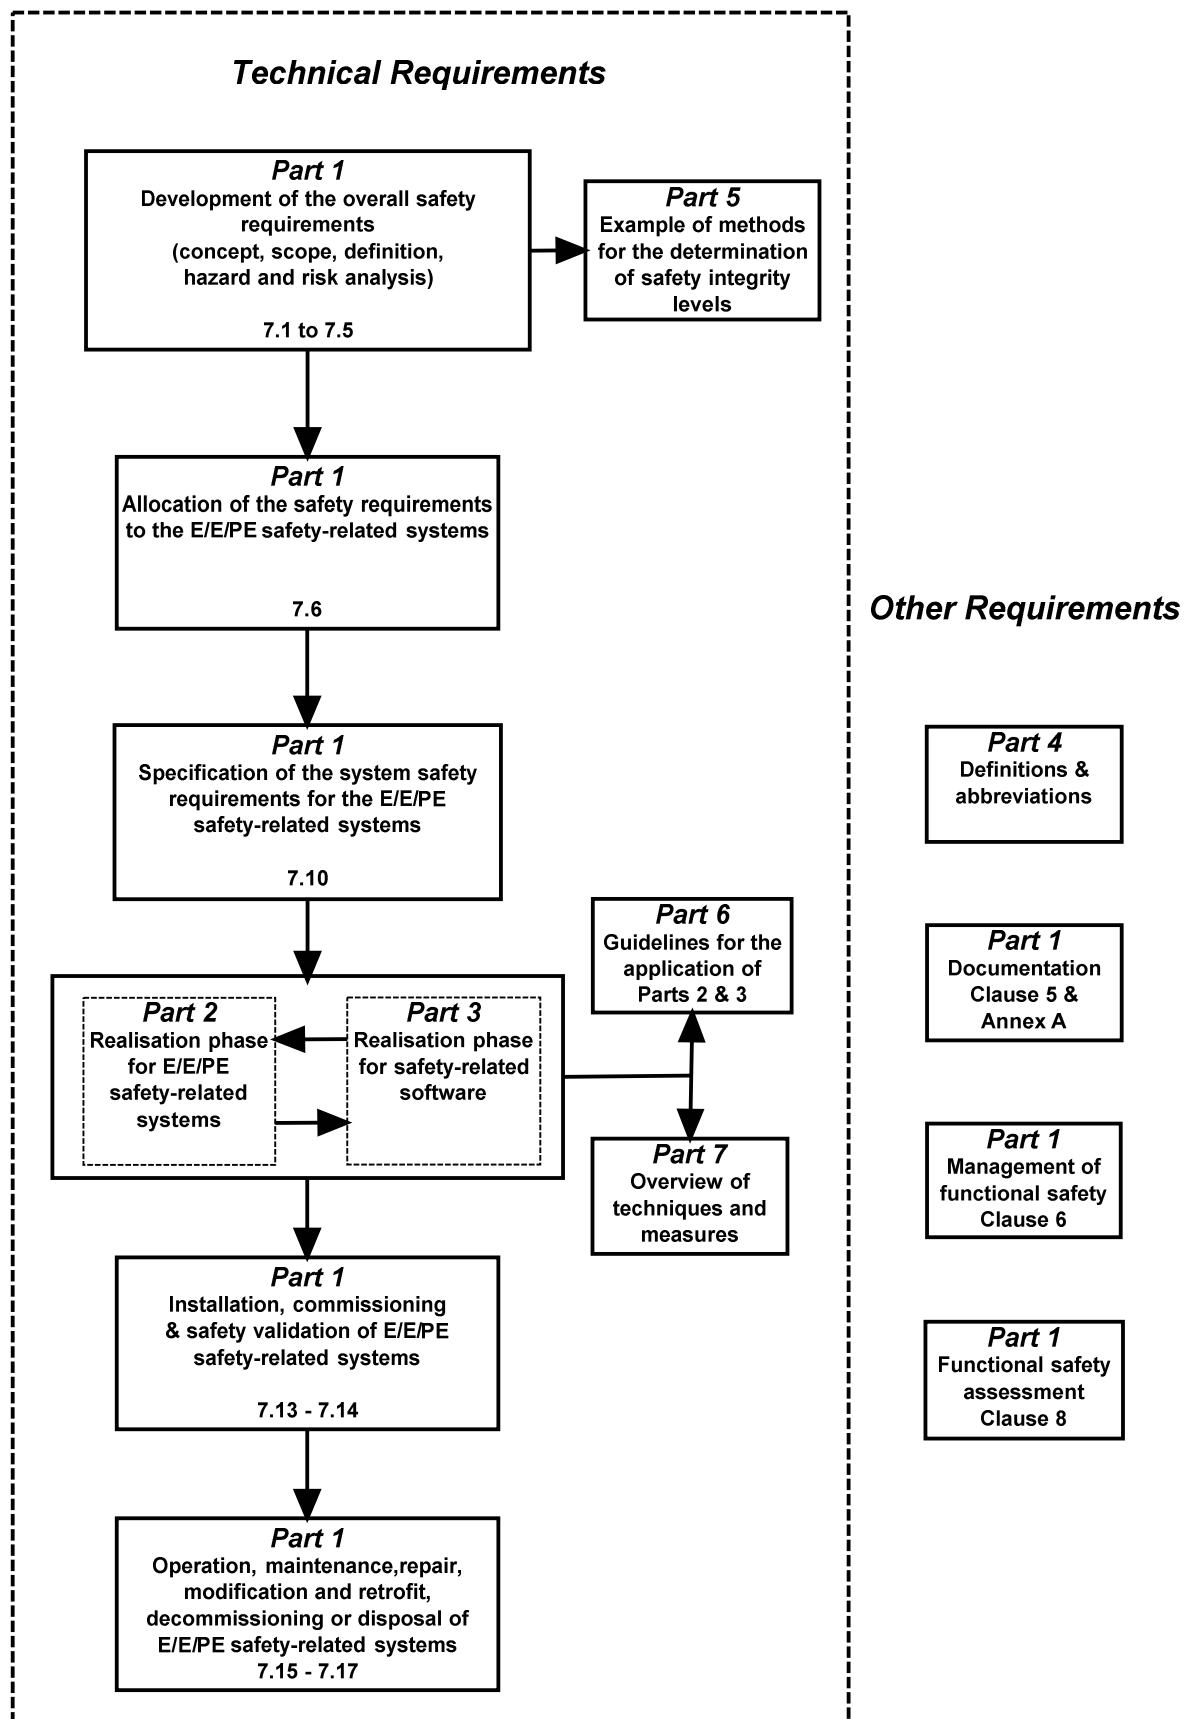 Technical Requirements
Part 1
Development of the overall safety
requirements
(concept, scope, definition,
hazard and risk analysis)
7.1 to 7.5
Part 5
Example of methods
for the determination
of safety integrity
levels
Part 1
Allocation of the safety requirements
to the E/E/PE safety-related systems
7.6
Part 1
Specification of the system safety
requirements for the E/E/PE
safety-related systems
7.10
Part 6
Guidelines for the
application of
Parts 2 & 3
Part 2
Realisation phase
for E/E/PE
safety-related
systems
Part 3
Realisation phase
for safety-related
software
Part 7
Overview of
techniques and
measures
Part 1
Installation, commissioning
& safety validation of E/E/PE
safety-related systems
7.13 - 7.14
Part 1
Operation, maintenance,repair,
modification and retrofit,
decommissioning or disposal of
E/E/PE safety-related systems
7.15 - 7.17
Other Requirements
Part 4
Definitions &
abbreviations
Part 1
Documentation
Clause 5 &
Annex A
Part 1
Management of
functional safety
Clause 6
Part 1
Functional safety
assessment
Clause 8